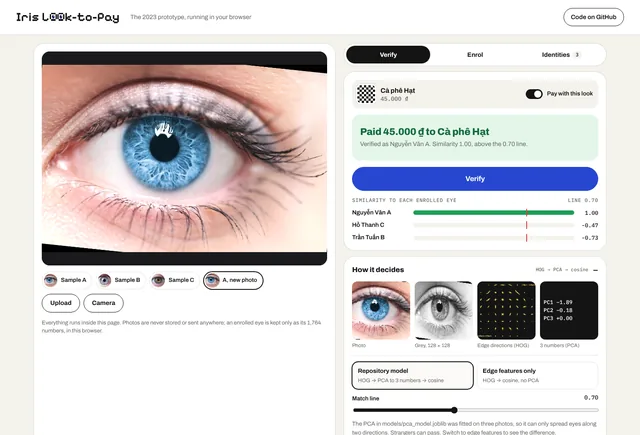 Iris Look-to-Pay
The 2023 prototype, running in your browser
Code on GitHub
Sample A
Sample B
Sample C
A, new photo
Upload
Camera
Everything runs inside this page. Photos are never stored or sent anywhere; an enrolled eye is kept only as its 1,764
numbers, in this browser.
Verify
Enrol
Identities 3
Cà phê Hạt
45.000 ₫
Pay with this look
Paid 45.000 ₫ to Cà phê Hạt
Verified as Nguyễn Văn A. Similarity 1.00, above the 0.70 line.
Verify
SIMILARITY TO EACH ENROLLED EYE
LINE 0.70
Nguyễn Văn A
1.00
Hồ Thanh C
-0.47
Trần Tuấn B
-0.73
How it decides
HOG → PCA → cosine −
PC1 -1.89
PC2 -0.18
PC3 +0.00
Photo
Grey, 128 × 128
Edge directions (HOG)
3 numbers (PCA)
Repository model
HOG → PCA to 3 numbers → cosine
Edge features only
HOG → cosine, no PCA
Match line
0.70
The PCA in models/pca_model.joblib was fitted on three photos, so it can only spread eyes along
two directions. Strangers can pass. Switch to edge features to see the difference.